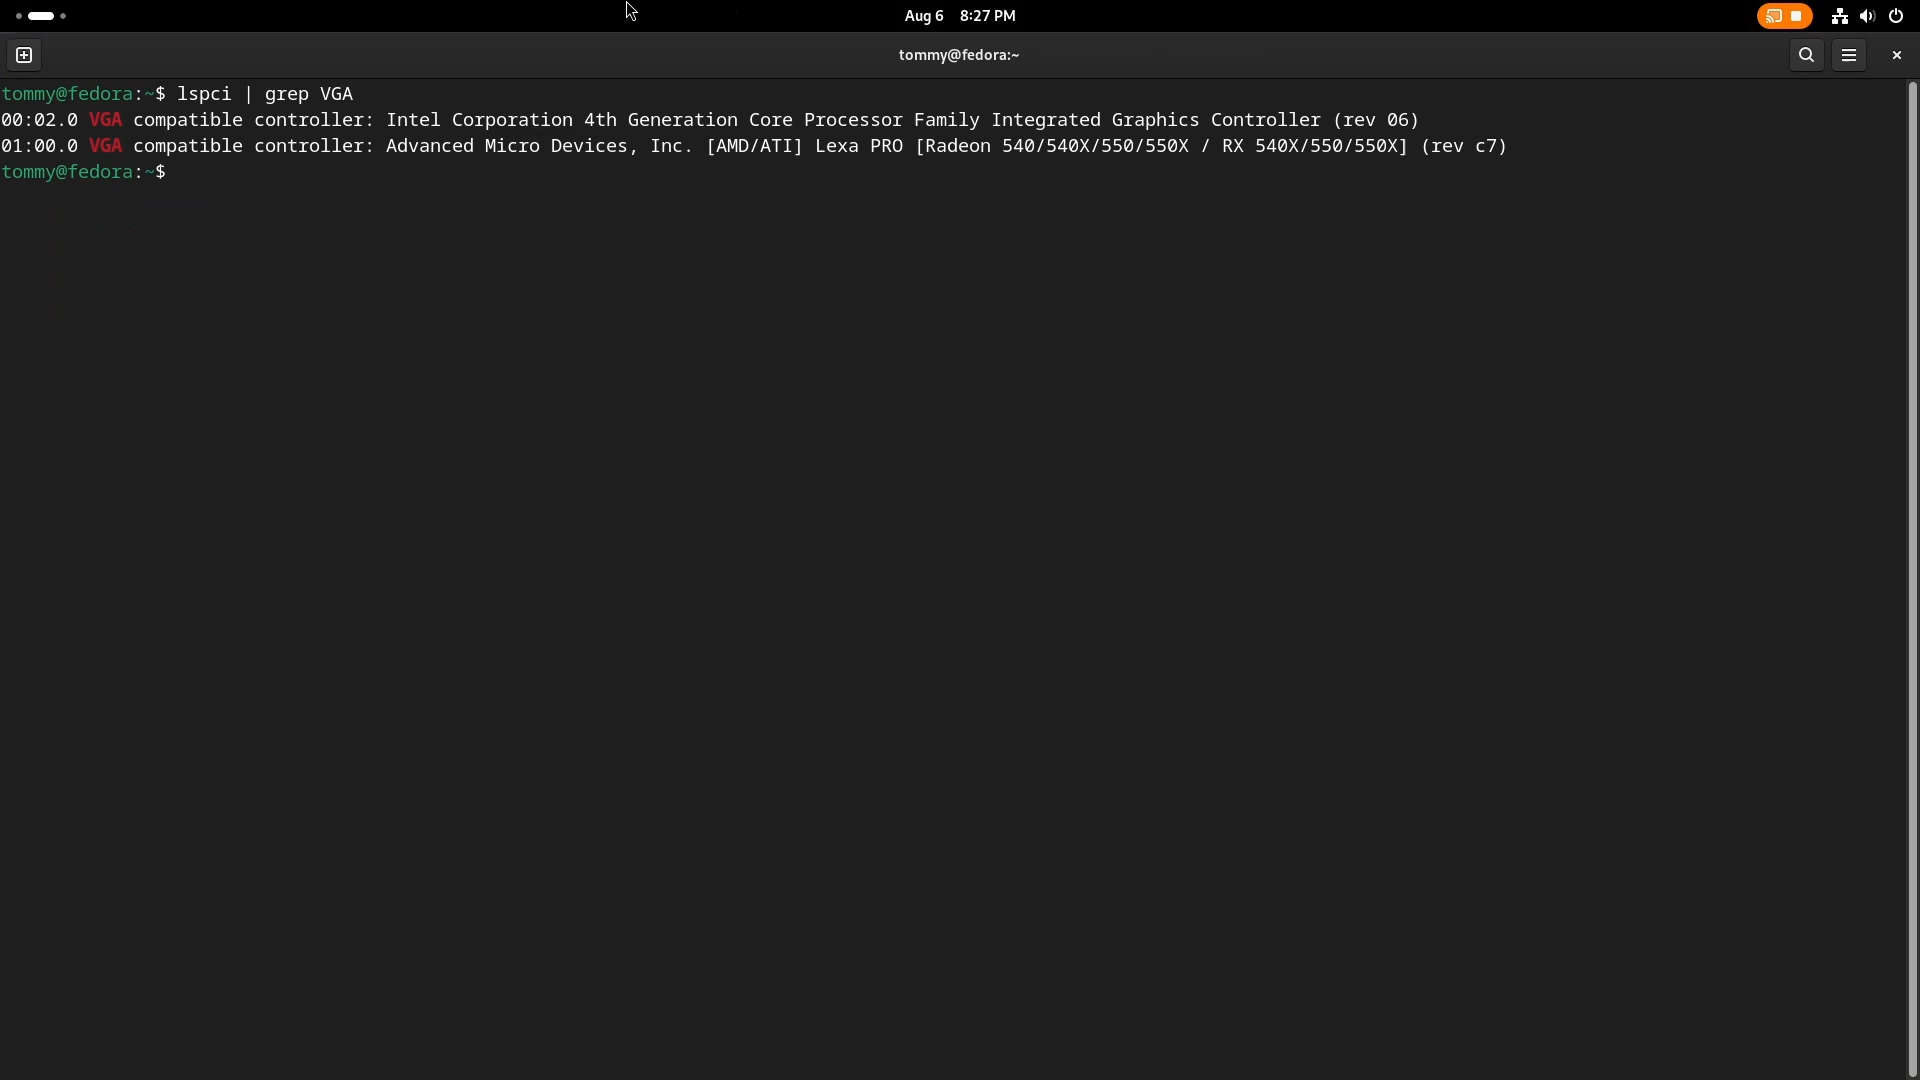 Aug 6 8:27 PM
tommy@fedora:~
tommy@fedora:~$ lspci | grep VGA
00:02.0 VGA compatible controller: Intel Corporation 4th Generation Core Processor Family Integrated Graphics Controller (rev 06)
01:00.0 VGA compatible controller: Advanced Micro Devices, Inc. [AMD/ATI] Lexa PRO [Radeon 540/540X/550/550X / RX 540X/550/550X] (rev c7)
tommy@fedora:~$